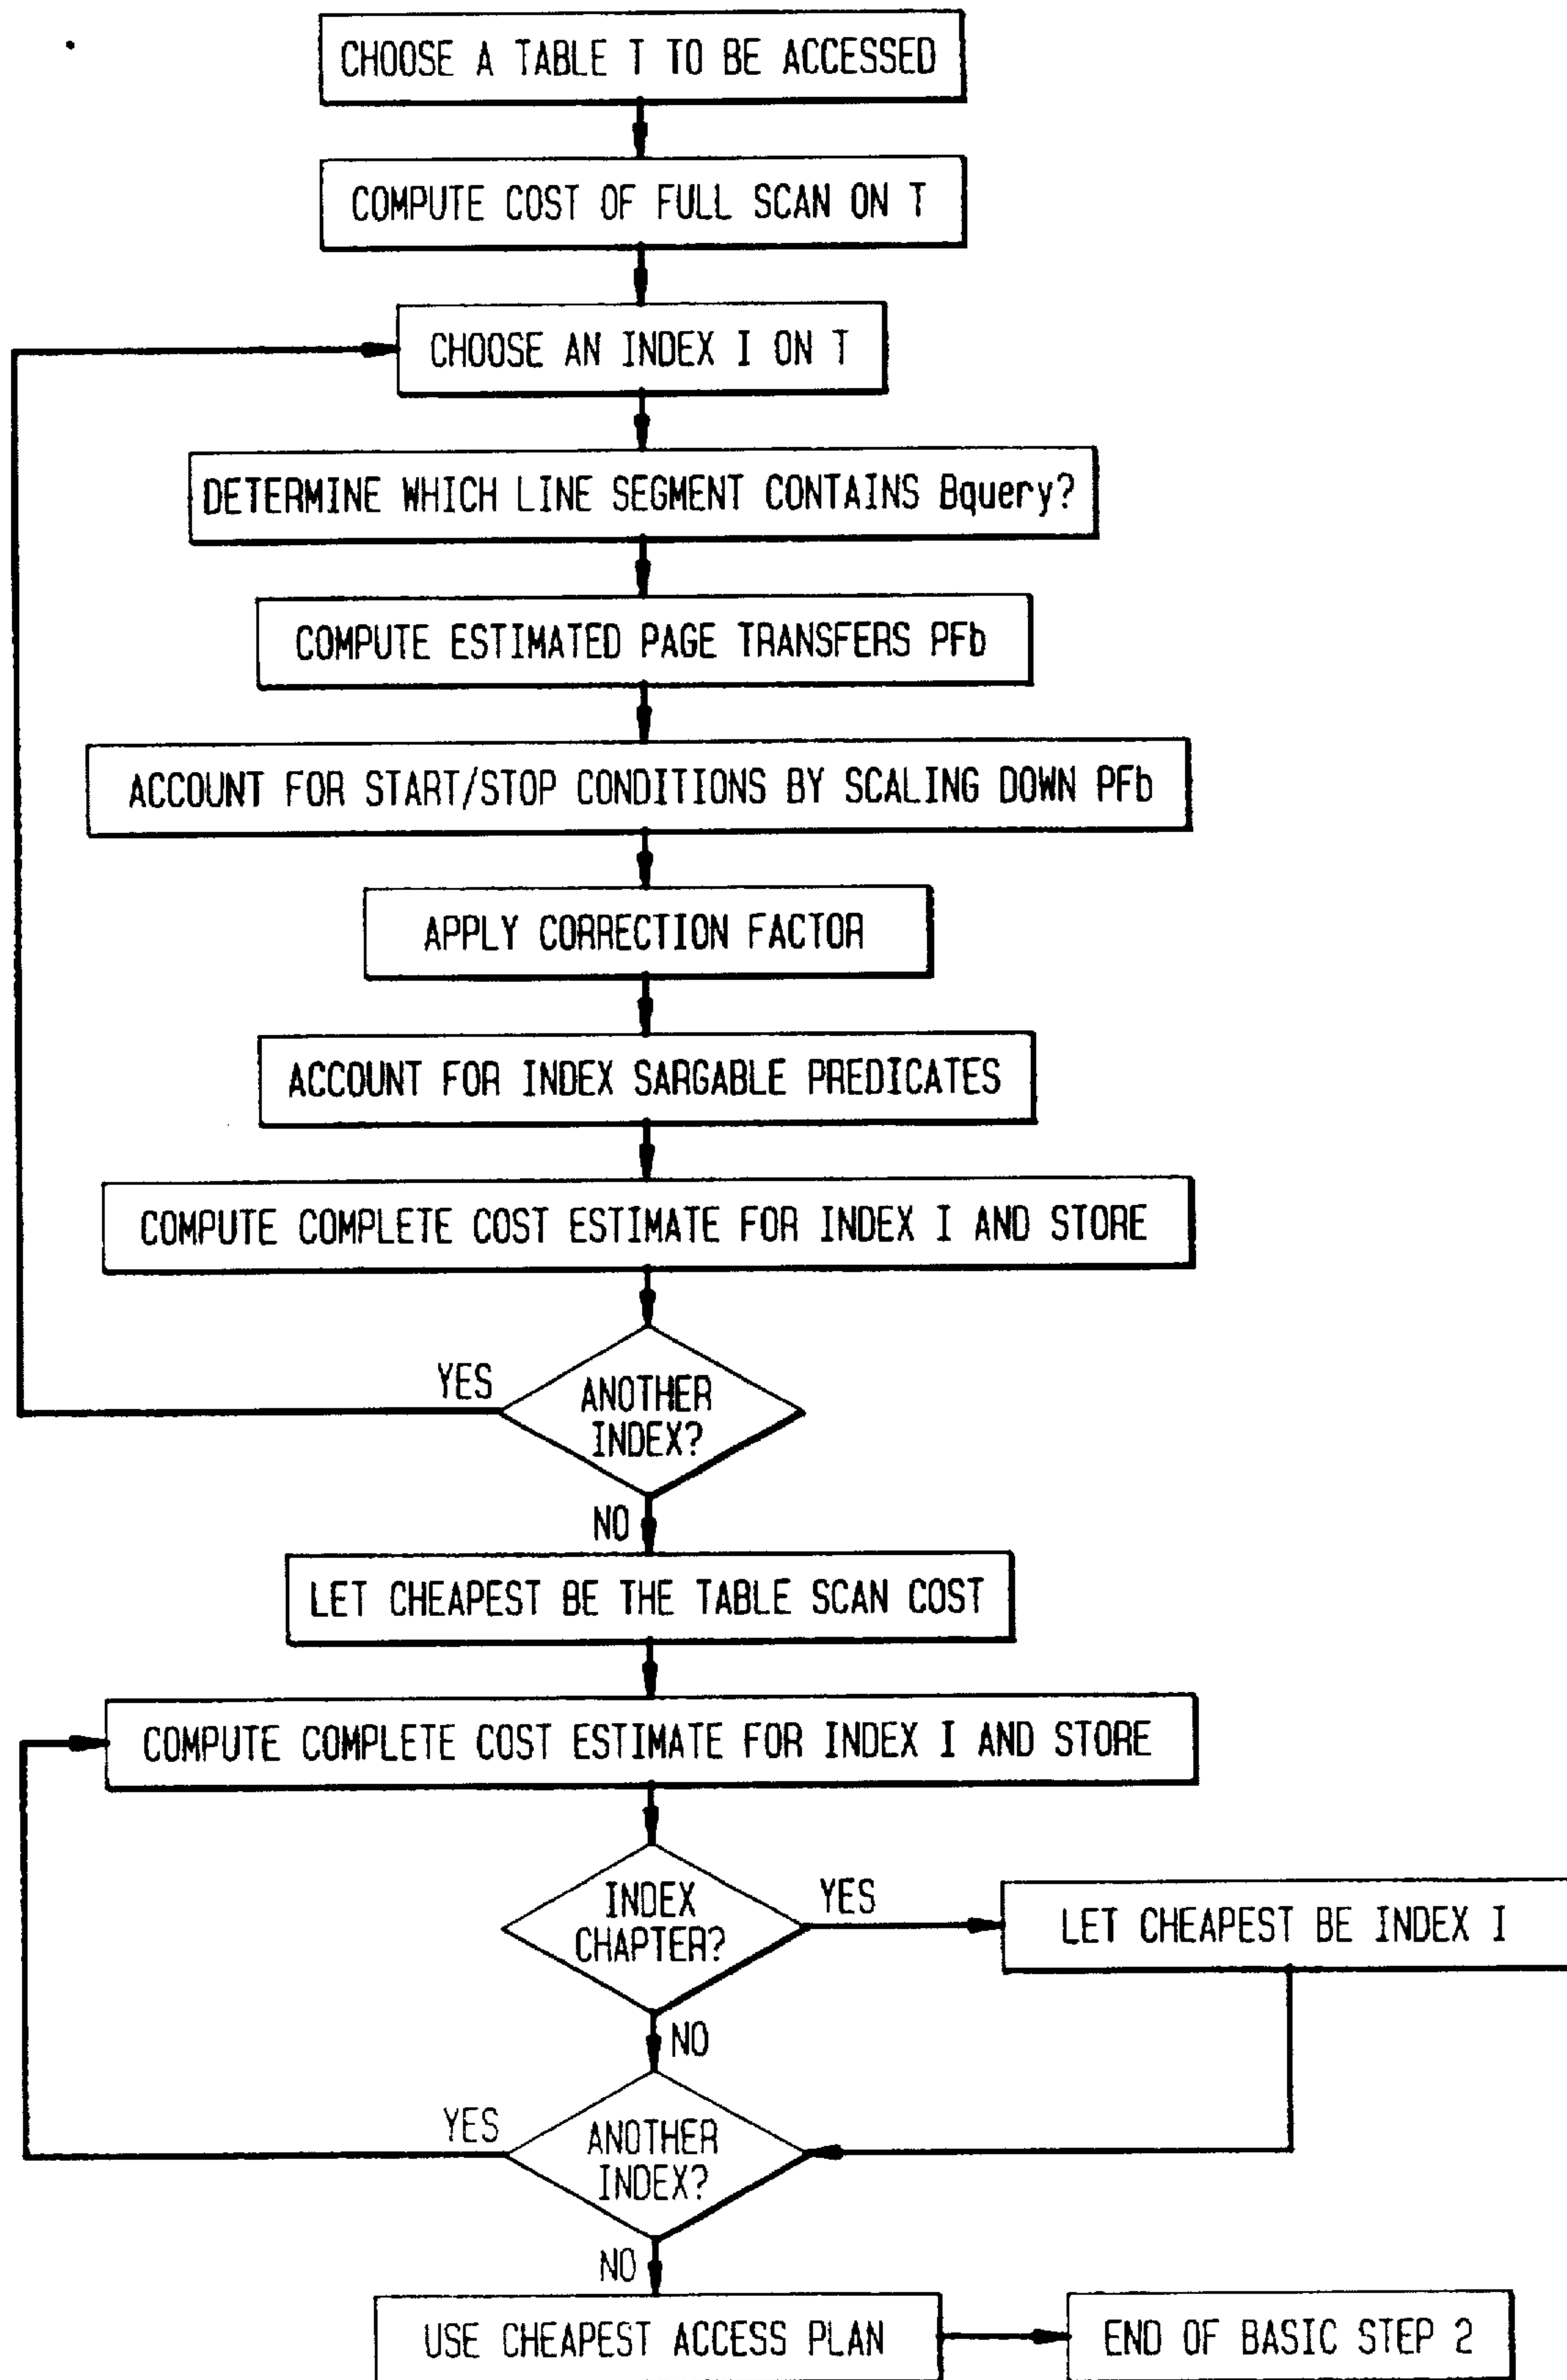 CHOOSE A TABLE T TO BE ACCESSED
COMPUTE COST OF FULL SCAN ON T
CHOOSE AN INDEX I ON T
DETERMINE WHICH LINE SEGMENT CONTAINS Bquery?
COMPUTE ESTIMATED PAGE TRANSFERS PFb
ACCOUNT FOR START/STOP CONDITIONS BY SCALING DOWN PFb
APPLY CORRECTION FACTOR
ACCOUNT FOR INDEX SARGABLE PREDICATES
COMPUTE COMPLETE COST ESTIMATE FOR INDEX I AND STORE
YES
ANOTHER
INDEX?
NO
LET CHEAPEST BE THE TABLE SCAN COST
COMPUTE COMPLETE COST ESTIMATE FOR INDEX I AND STORE
INDEX
CHAPTER?
YES
LET CHEAPEST BE INDEX I
NO
YES
ANOTHER
INDEX?
NO
USE CHEAPEST ACCESS PLAN
END OF BASIC STEP 2